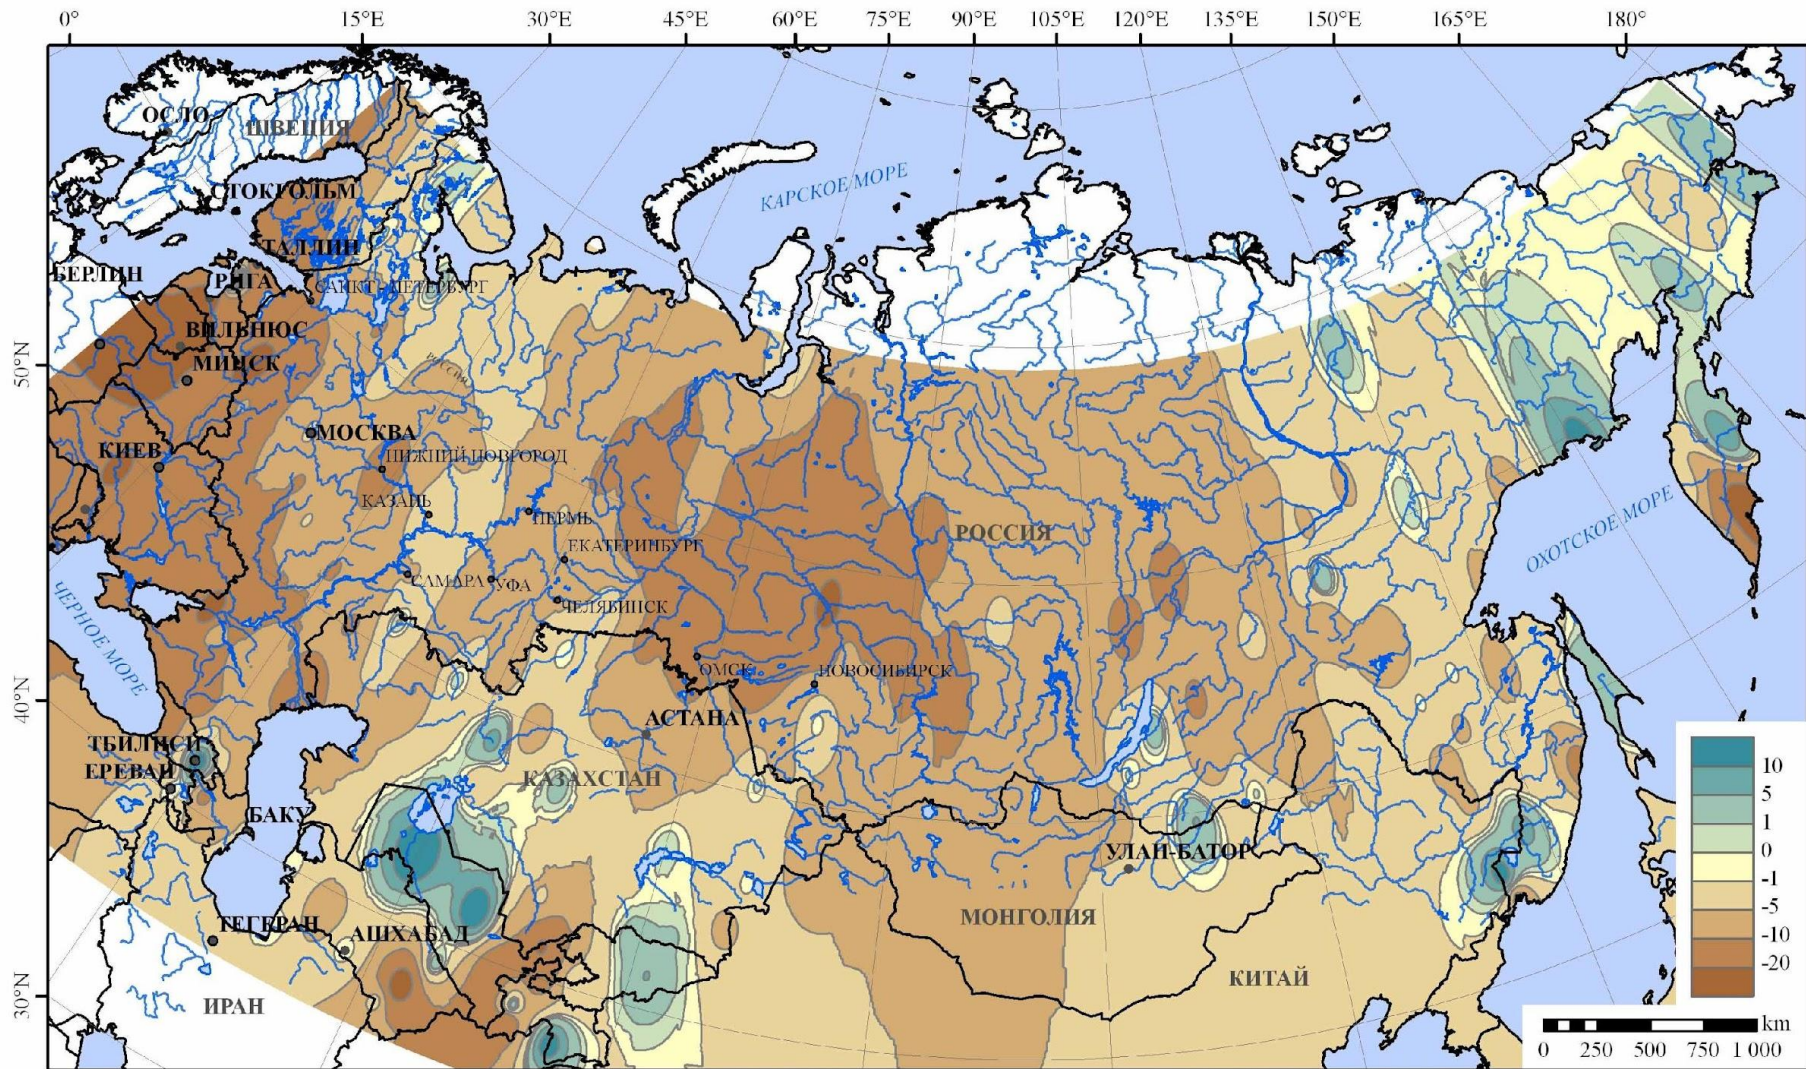 0° 15°E 30°E 45°E 60°E 75°E 90°E 105°E 120°E 135°E 150°E 165°E 180°
ОСЛО
ШВЕЦИЯ
СТОКГОЛЬМ
КАРСКОЕ МОРЕ
ТАЛЛИН
БЕРЛИН
РИГА
САНКТ-ПЕТЕРБУРГ
ВИЛЬНЮС
МИНСК
РОССИЯ
50°N
МОСКВА
КИЕВ
НИЖНИЙ НОВГОРОД
КАЗАНЬ
ПЕРМЬ
РОССИЯ
ОХОТСКОЕ МОРЕ
ЕКАТЕРИНБУРГ
САМАРА
УФА
ЧЕЛЯБИНСК
ЧЕРНОЕ МОРЕ
ОМСК
НОВОСИБИРСК
40°N
АСТАНА
ТБИЛИСИ
ЕРЕВАН
КАЗАХСТАН
БАКУ
УЛАН-БАТОР
ТЕГЕРАН
АШХАБАД
МОНГОЛИЯ
КИТАЙ
30°N
ИРАН
10
5
1
0
-1
-5
-10
-20
km
0 250 500 750 1 000